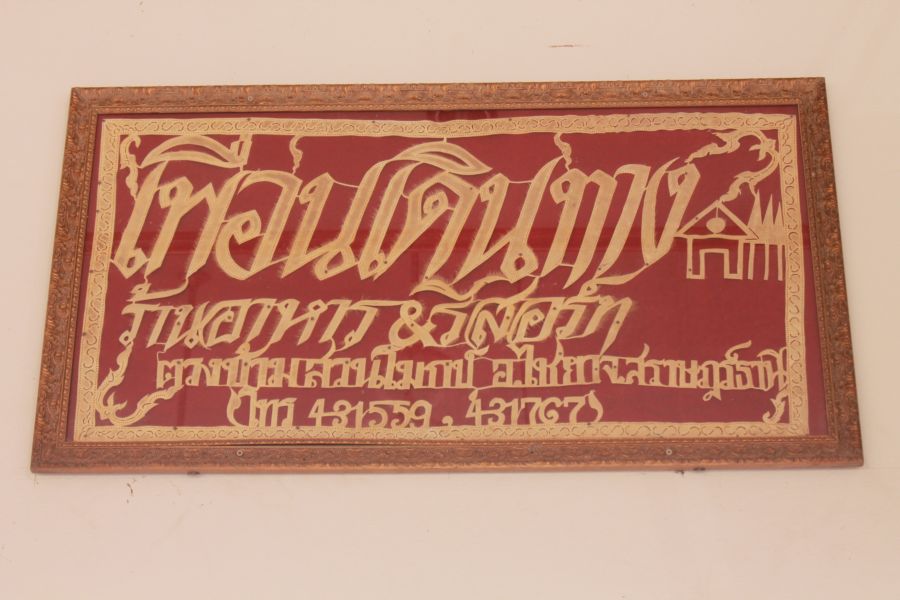 เพื่อนเดินทาง
ร้านอาหาร & รีสอร์ท
ตรงข้ามสวนโมกข์ อ.ไชยา จ.สุราษฎร์ธานี
(โทร. 431559, 431767)